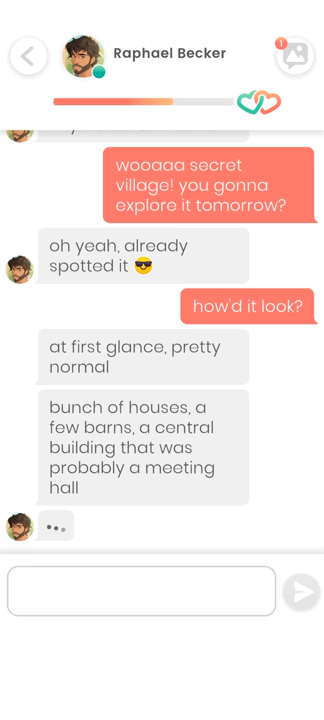 Raphael Becker
1
wooaaa secret
village! you gonna
explore it tomorrow?
oh yeah, already
spotted it 😎
how'd it look?
at first glance, pretty
normal
bunch of houses, a
few barns, a central
building that was
probably a meeting
hall